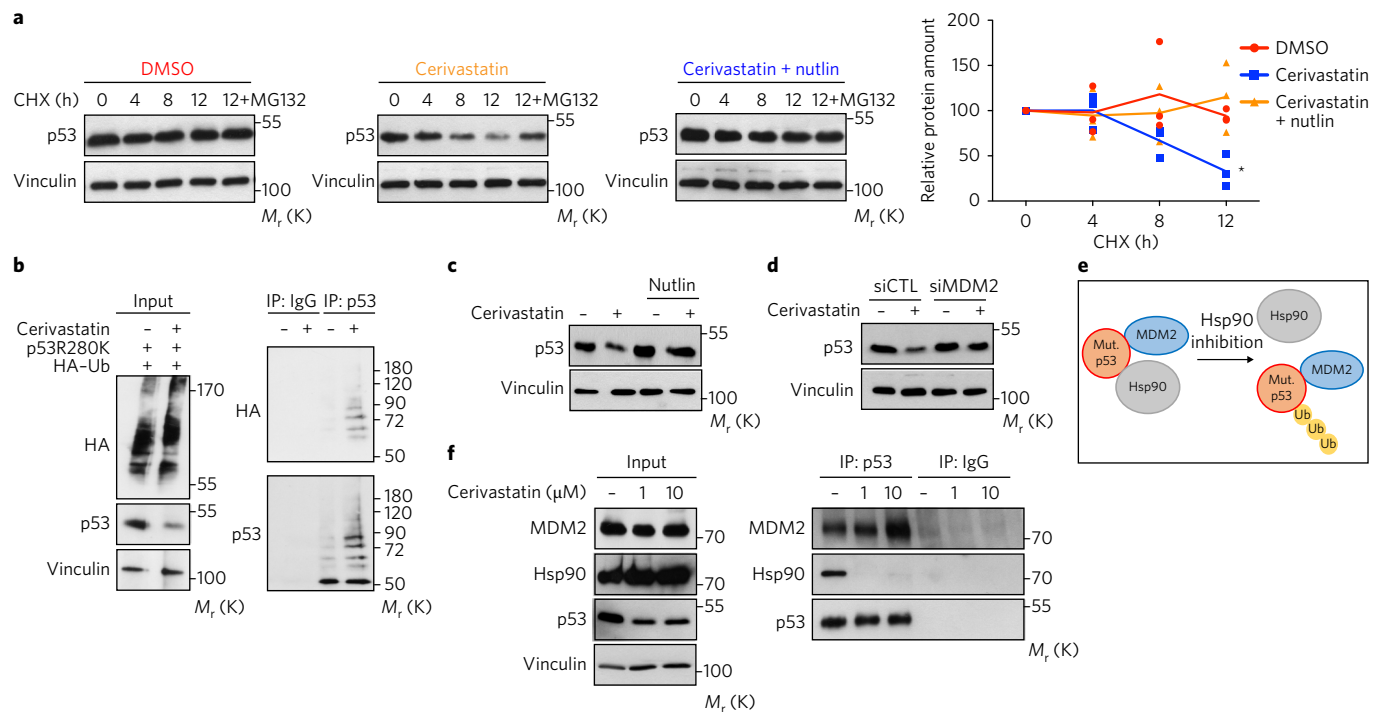 a
DMSO
CHX (h) 0 4 8 12 12+MG132
p53
55
Vinculin
100
Mr (K)
Cerivastatin
0 4 8 12 12+MG132
p53
55
Vinculin
100
Mr (K)
Cerivastatin + nutlin
0 4 8 12 12+MG132
p53
55
Vinculin
100
Mr (K)
Relative protein amount
200
150
100
50
0
0 4 8 12
CHX (h)
*
DMSO
Cerivastatin
Cerivastatin
+ nutlin
b
Input
Cerivastatin – +
p53R280K + +
HA–Ub + +
HA
170
55
p53
55
Vinculin
100
Mr (K)
IP: IgG IP: p53
– + – +
HA
180
120
90
72
50
p53
180
120
90
72
50
Mr (K)
c
Nutlin
Cerivastatin – + – +
p53
55
Vinculin
100
Mr (K)
d
siCTL siMDM2
Cerivastatin – + – +
p53
55
Vinculin
100
Mr (K)
e
Mut.
p53
MDM2
Hsp90
Hsp90
inhibition
Hsp90
Mut.
p53
MDM2
Ub
Ub
Ub
f
Input
Cerivastatin (μM) – 1 10
MDM2
70
Hsp90
70
p53
55
Vinculin
100
Mr (K)
IP: p53 IP: IgG
– 1 10 – 1 10
MDM2
70
Hsp90
70
p53
55
Mr (K)